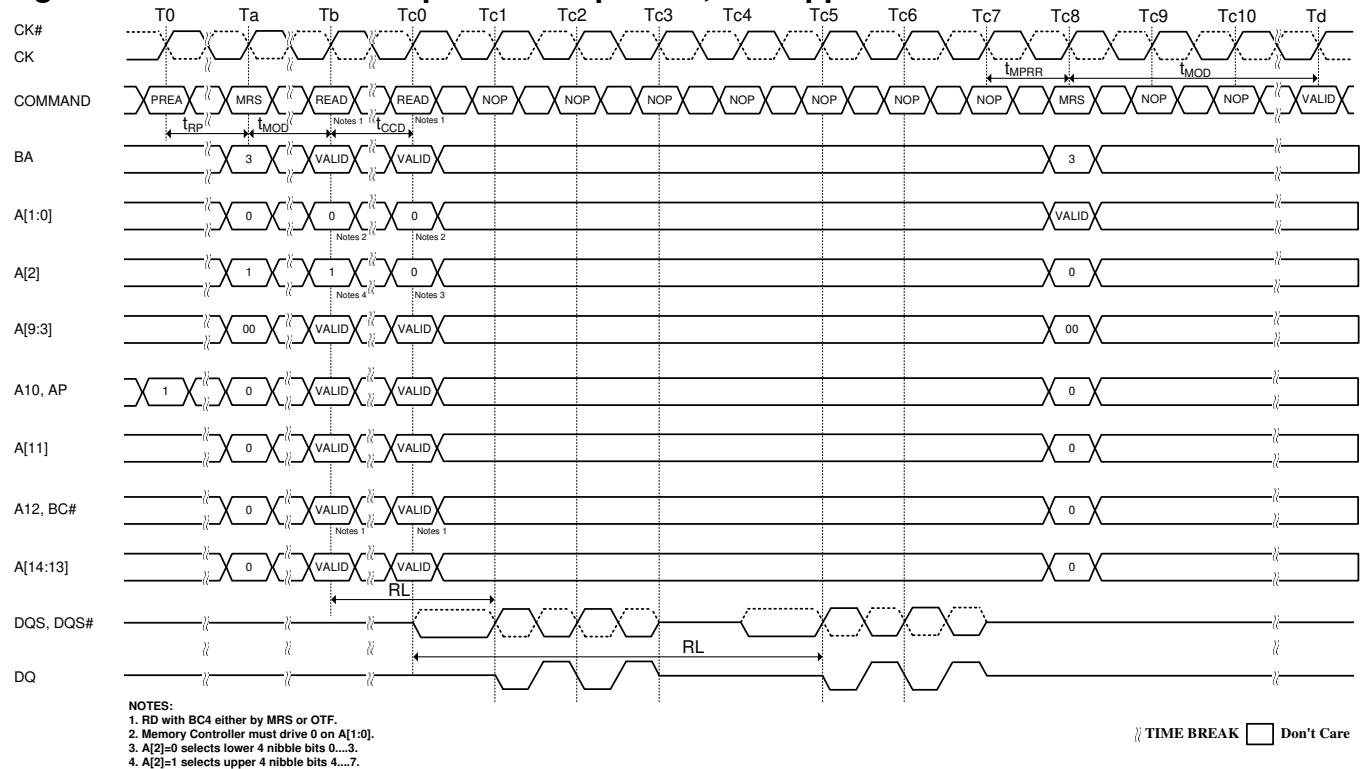 T0 Ta Tb Tc0 Tc1 Tc2 Tc3 Tc4 Tc5 Tc6 Tc7 Tc8 Tc9 Tc10 Td
CK#
CK
tMPRR tMOD
COMMAND PREA MRS READ READ NOP NOP NOP NOP NOP NOP NOP MRS NOP NOP VALID
Notes 1 Notes 1
tRP tMOD tCCD
BA 3 VALID VALID 3
A[1:0] 0 0 0 VALID
Notes 2 Notes 2
A[2] 1 1 0 0
Notes 4 Notes 3
A[9:3] 00 VALID VALID 00
A10, AP 1 0 VALID VALID 0
A[11] 0 VALID VALID 0
A12, BC# 0 VALID VALID 0
Notes 1 Notes 1
A[14:13] 0 VALID VALID 0
RL
DQS, DQS#
RL
DQ
NOTES:
1. RD with BC4 either by MRS or OTF.
2. Memory Controller must drive 0 on A[1:0].
3. A[2]=0 selects lower 4 nibble bits 0....3.
4. A[2]=1 selects upper 4 nibble bits 4....7.
TIME BREAK Don't Care